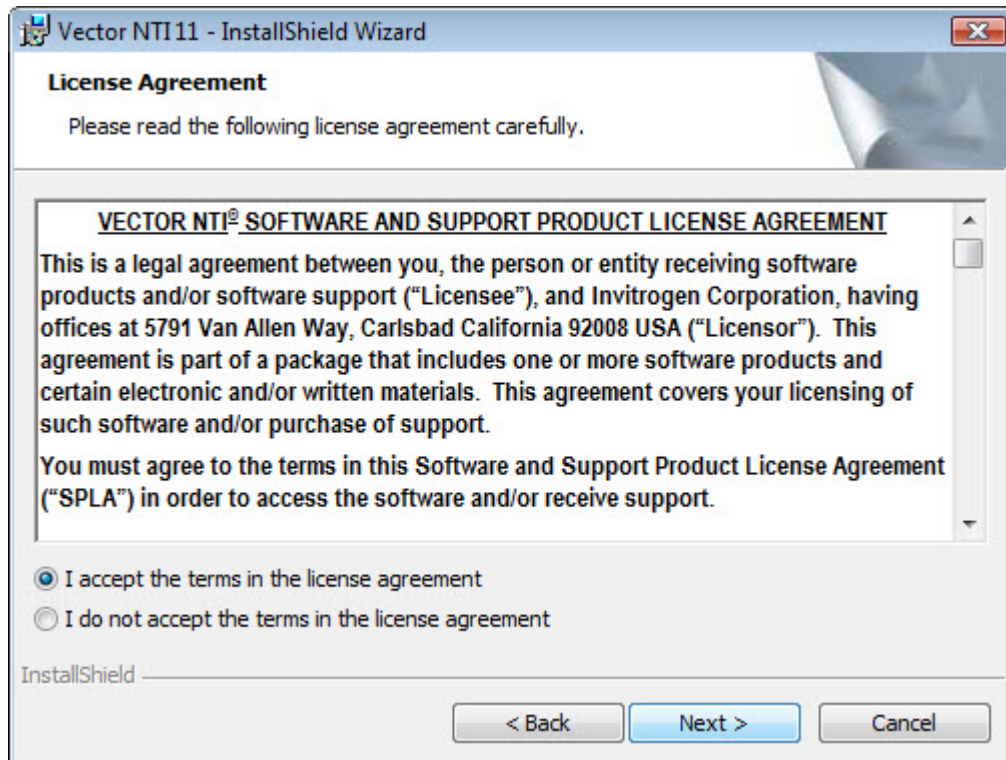 Vector NTI 11 - InstallShield Wizard
License Agreement
Please read the following license agreement carefully.
VECTOR NTI® SOFTWARE AND SUPPORT PRODUCT LICENSE AGREEMENT
This is a legal agreement between you, the person or entity receiving software
products and/or software support (“Licensee”), and Invitrogen Corporation, having
offices at 5791 Van Allen Way, Carlsbad California 92008 USA (“Licensor”).  This
agreement is part of a package that includes one or more software products and
certain electronic and/or written materials.  This agreement covers your licensing of
such software and/or purchase of support.
You must agree to the terms in this Software and Support Product License Agreement
(“SPLA”) in order to access the software and/or receive support.
I accept the terms in the license agreement
I do not accept the terms in the license agreement
InstallShield
< Back Next > Cancel